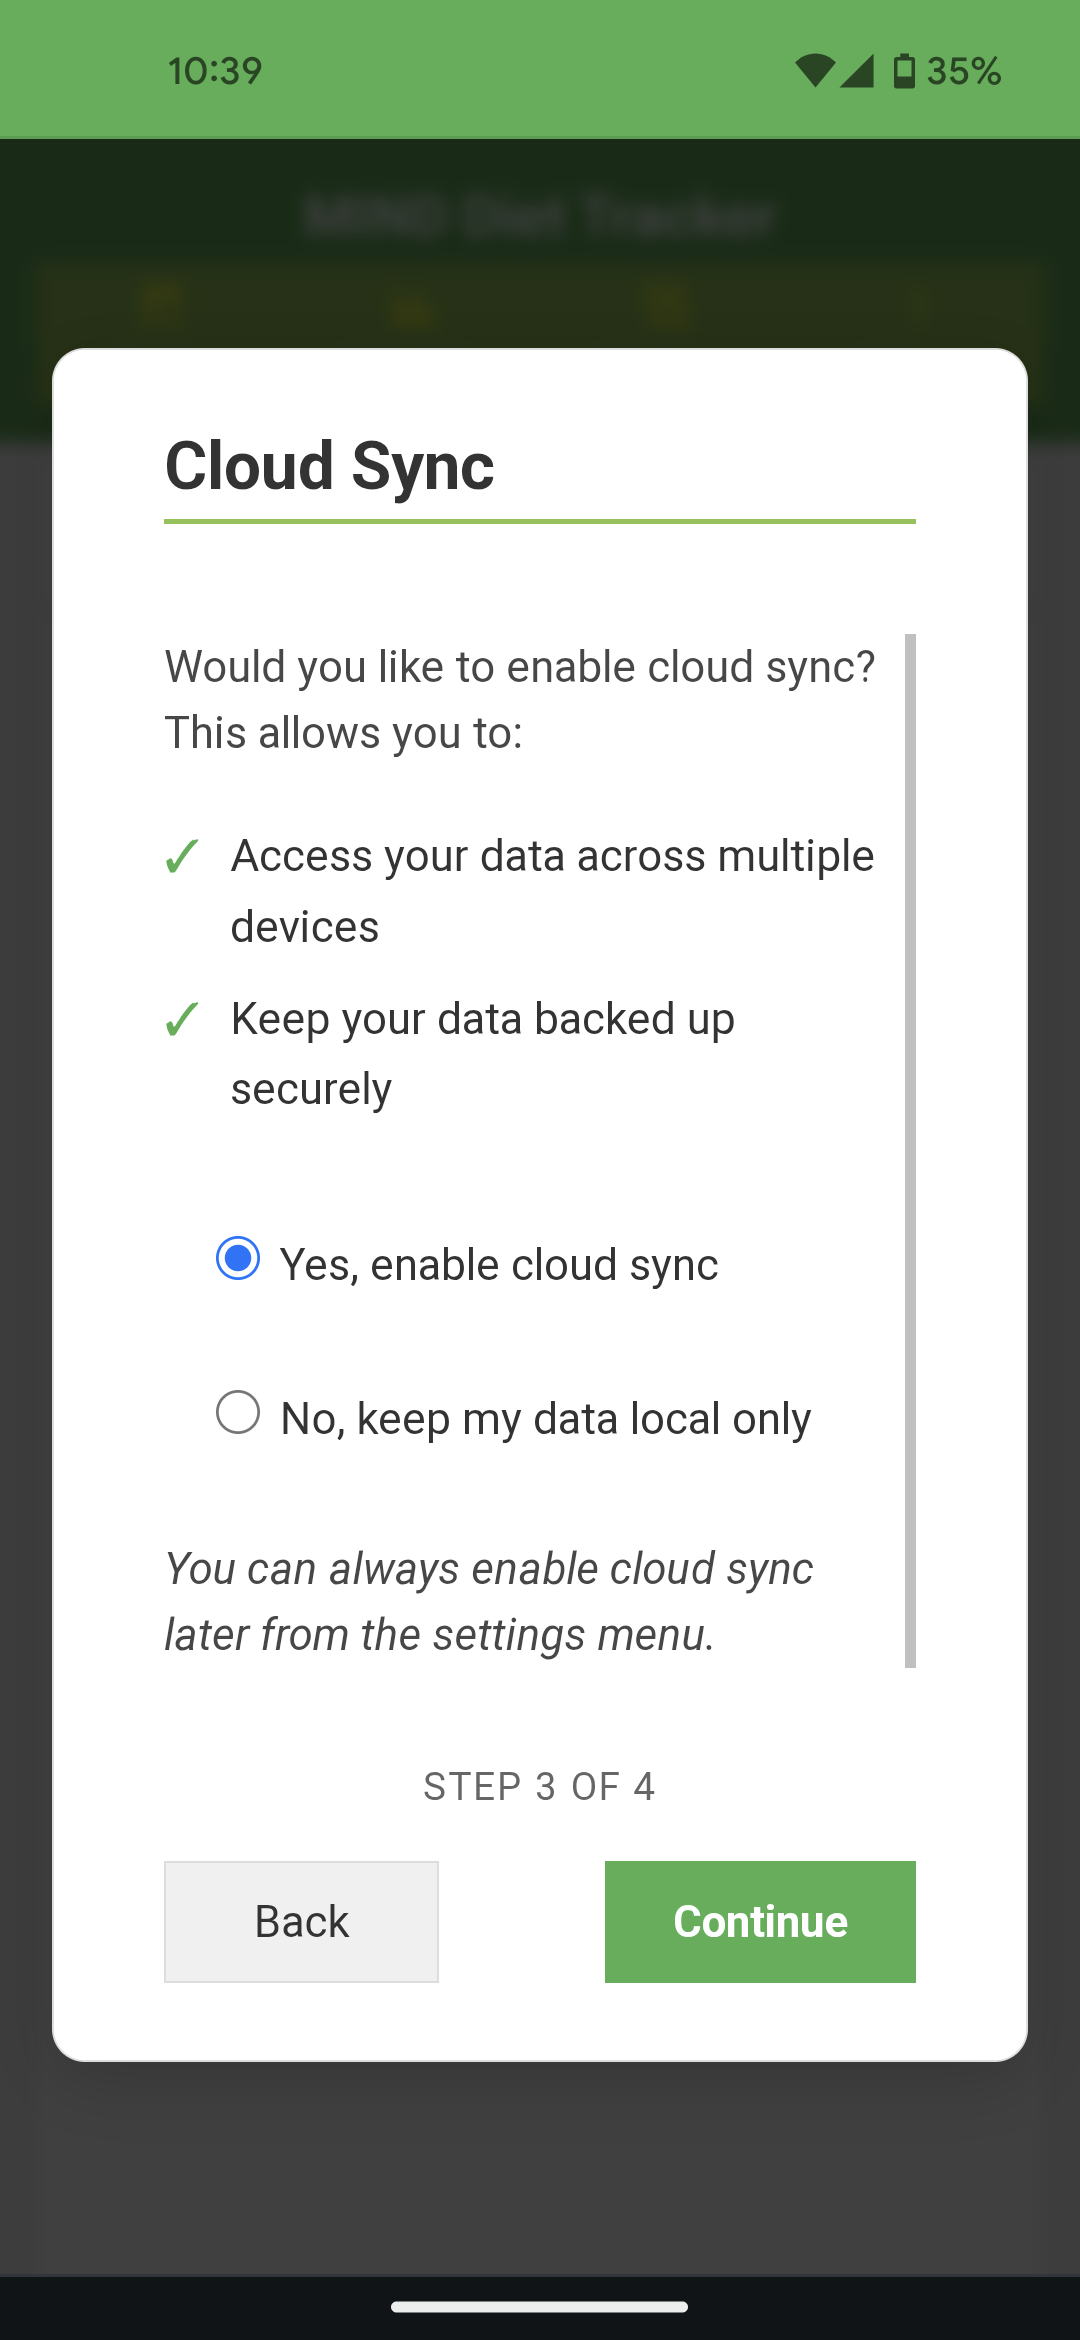 10:39
35%
MIND Diet Tracker
Cloud Sync
Would you like to enable cloud sync?
This allows you to:
✓ Access your data across multiple
devices
✓ Keep your data backed up
securely
Yes, enable cloud sync
No, keep my data local only
You can always enable cloud sync
later from the settings menu.
STEP 3 OF 4
Back
Continue